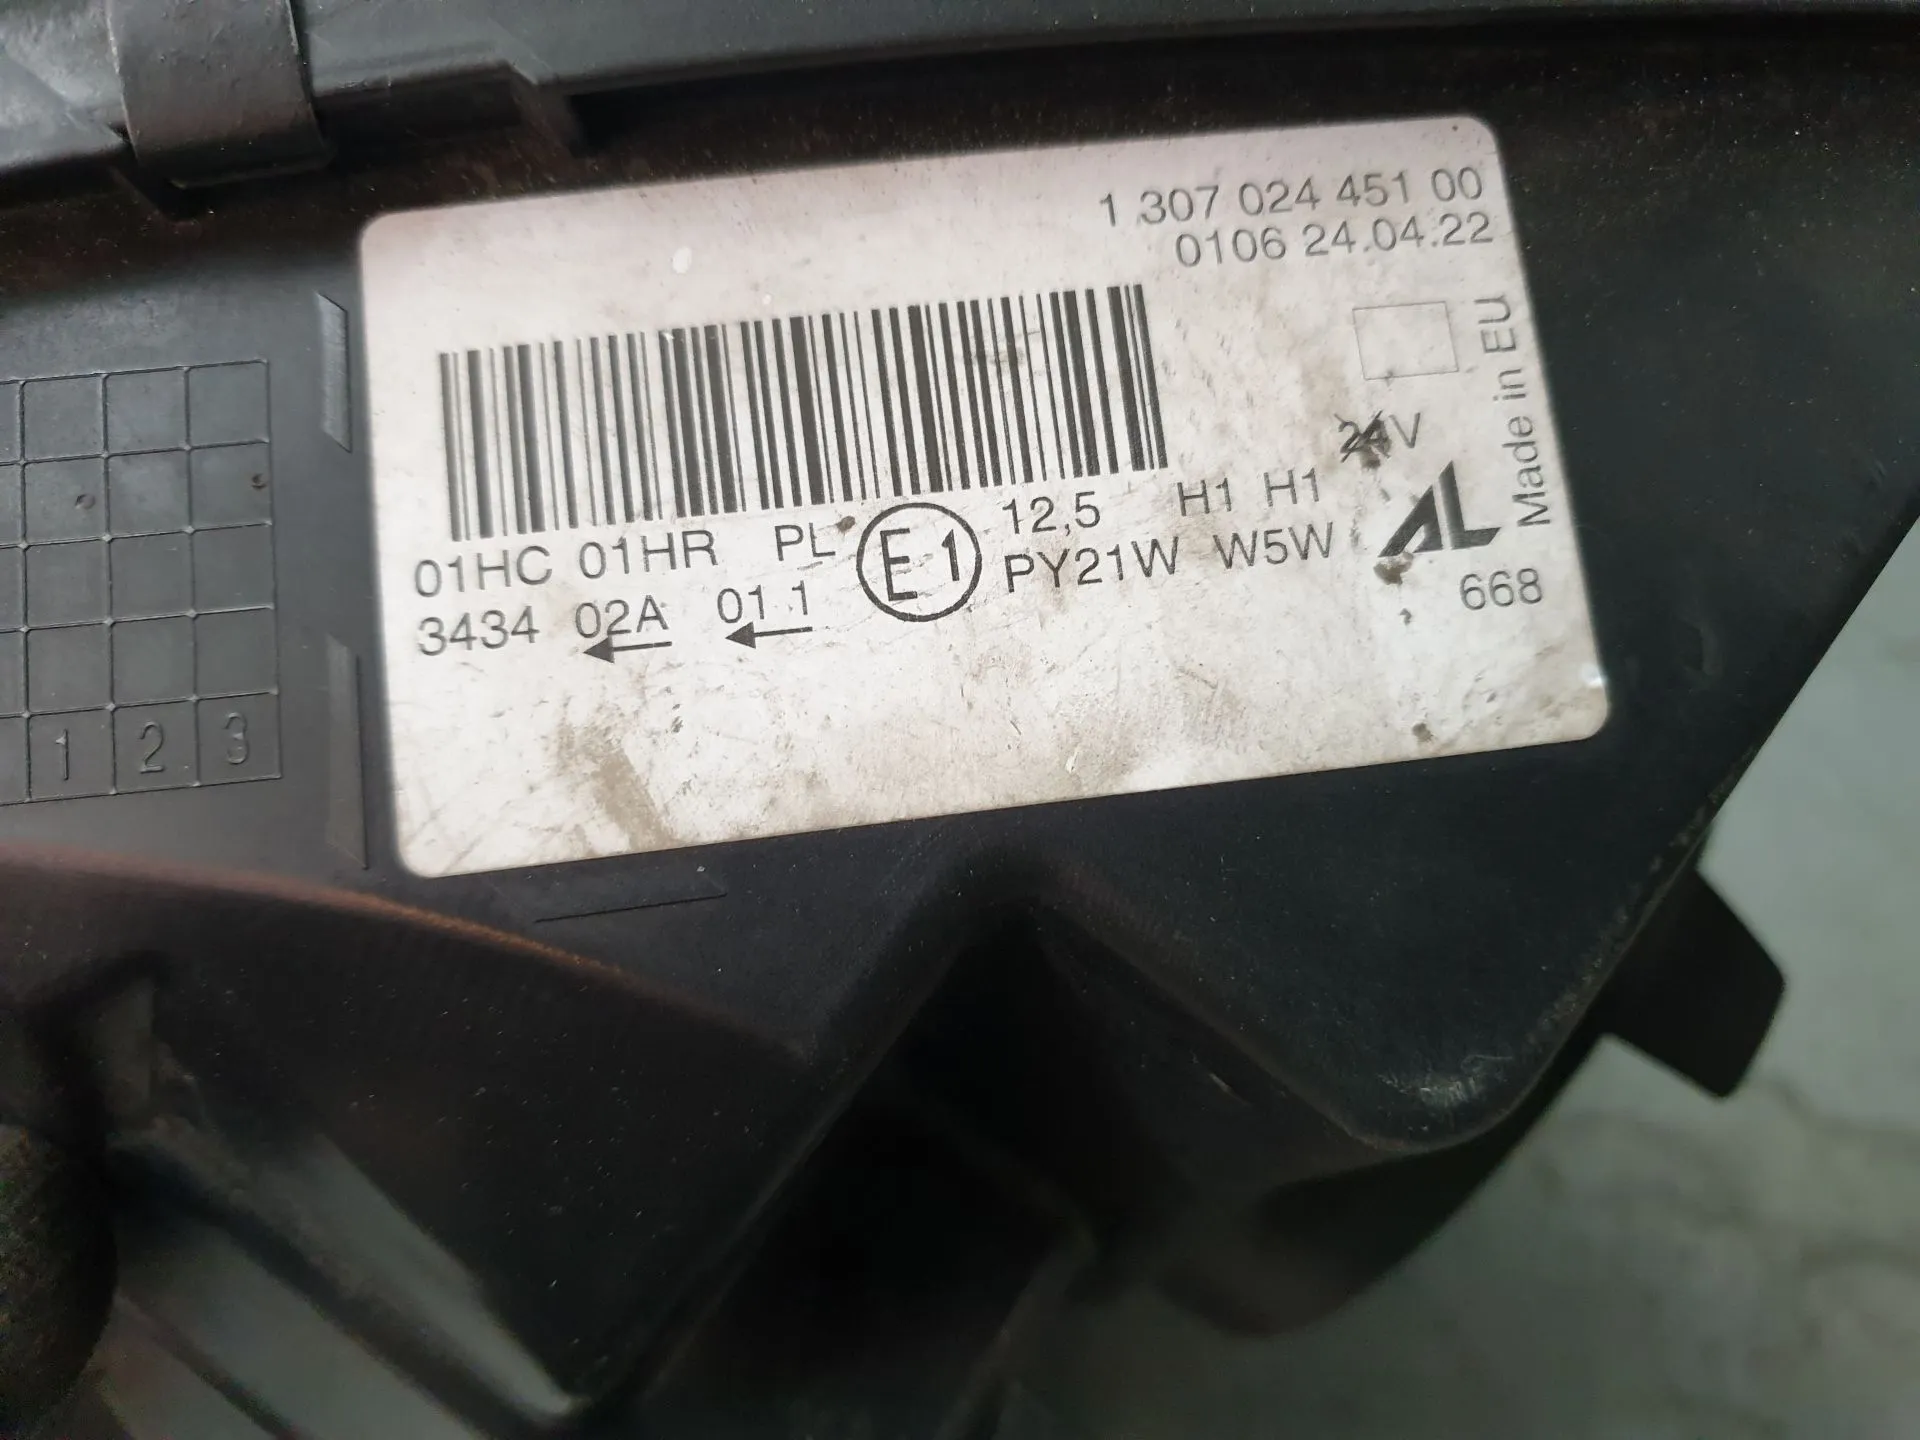 1 307 024 451 00
0106 24.04.22
Made in EU
24V
01HC 01HR PL E1 12,5 H1 H1
3434 02A 01 1 PY21W W5W AL
668
1 2 3